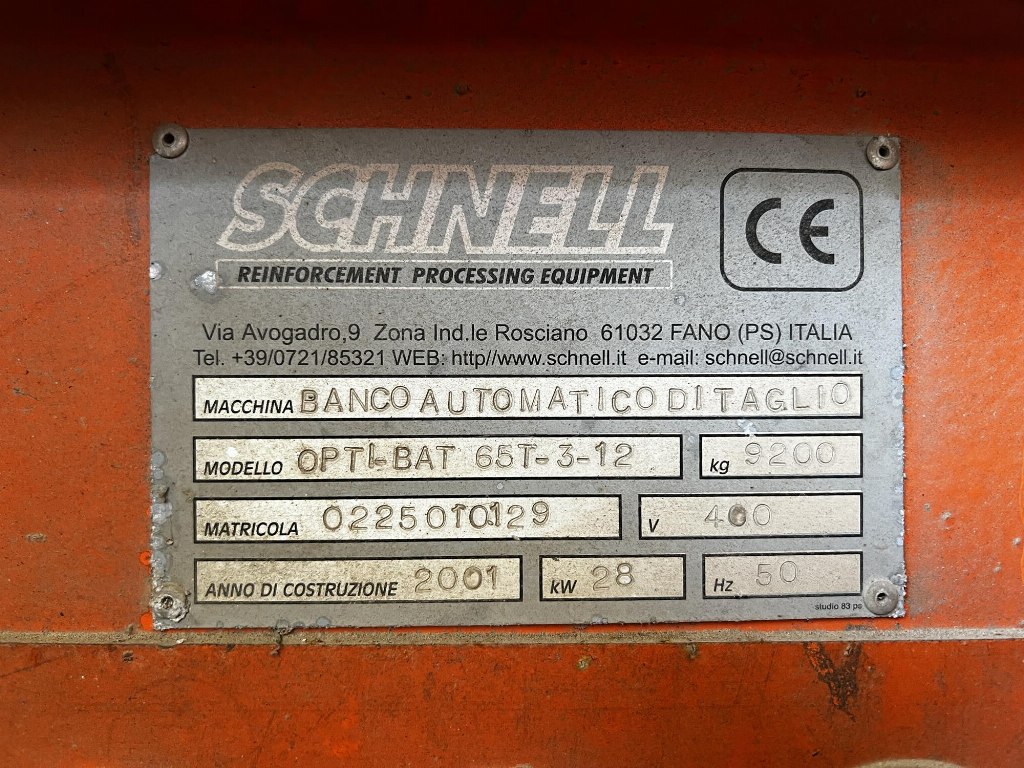 SCHNELL
REINFORCEMENT PROCESSING EQUIPMENT
CE
Via Avogadro,9 Zona Ind.le Rosciano 61032 FANO (PS) ITALIA
Tel. +39/0721/85321 WEB: http//www.schnell.it e-mail: schnell@schnell.it
MACCHINA BANCO AUTOMATICO DI TAGLIO
MODELLO OPTI-BAT 65T-3-12 kg 9200
MATRICOLA 0225010129 V 400
ANNO DI COSTRUZIONE 2001 kW 28 Hz 50
studio 83 ps